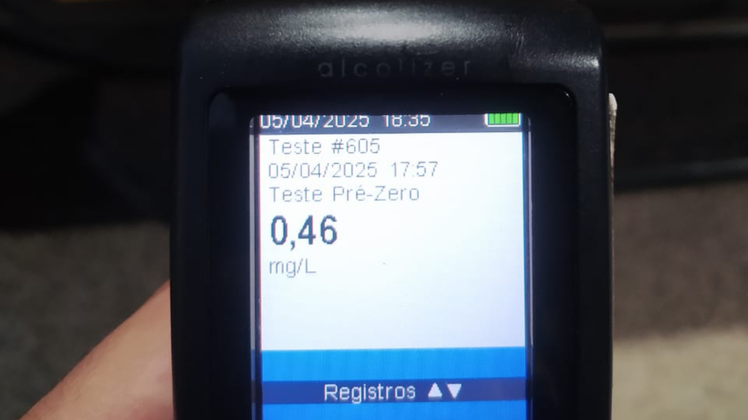 alcolizer
05/04/2025 18:35
Teste #605
05/04/2025 17:57
Teste Pré-Zero
0,46
mg/L
Registros ▲▼